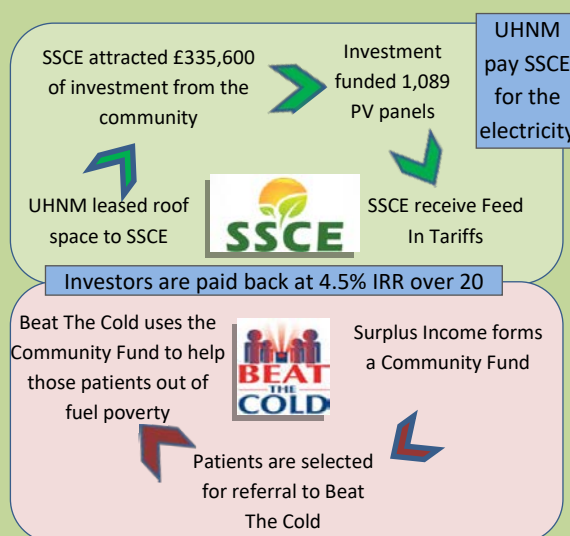 SSCE attracted £335,600
of investment from the
community
Investment
funded 1,089
PV panels
UHNM
pay SSCE
for the
electricity
UHNM leased roof
space to SSCE
SSCE
SSCE receive Feed
In Tariffs
Investors are paid back at 4.5% IRR over 20
Beat The Cold uses the
Community Fund to help
those patients out of
fuel poverty
BEAT
THE
COLD
Surplus Income forms
a Community Fund
Patients are selected
for referral to Beat
The Cold